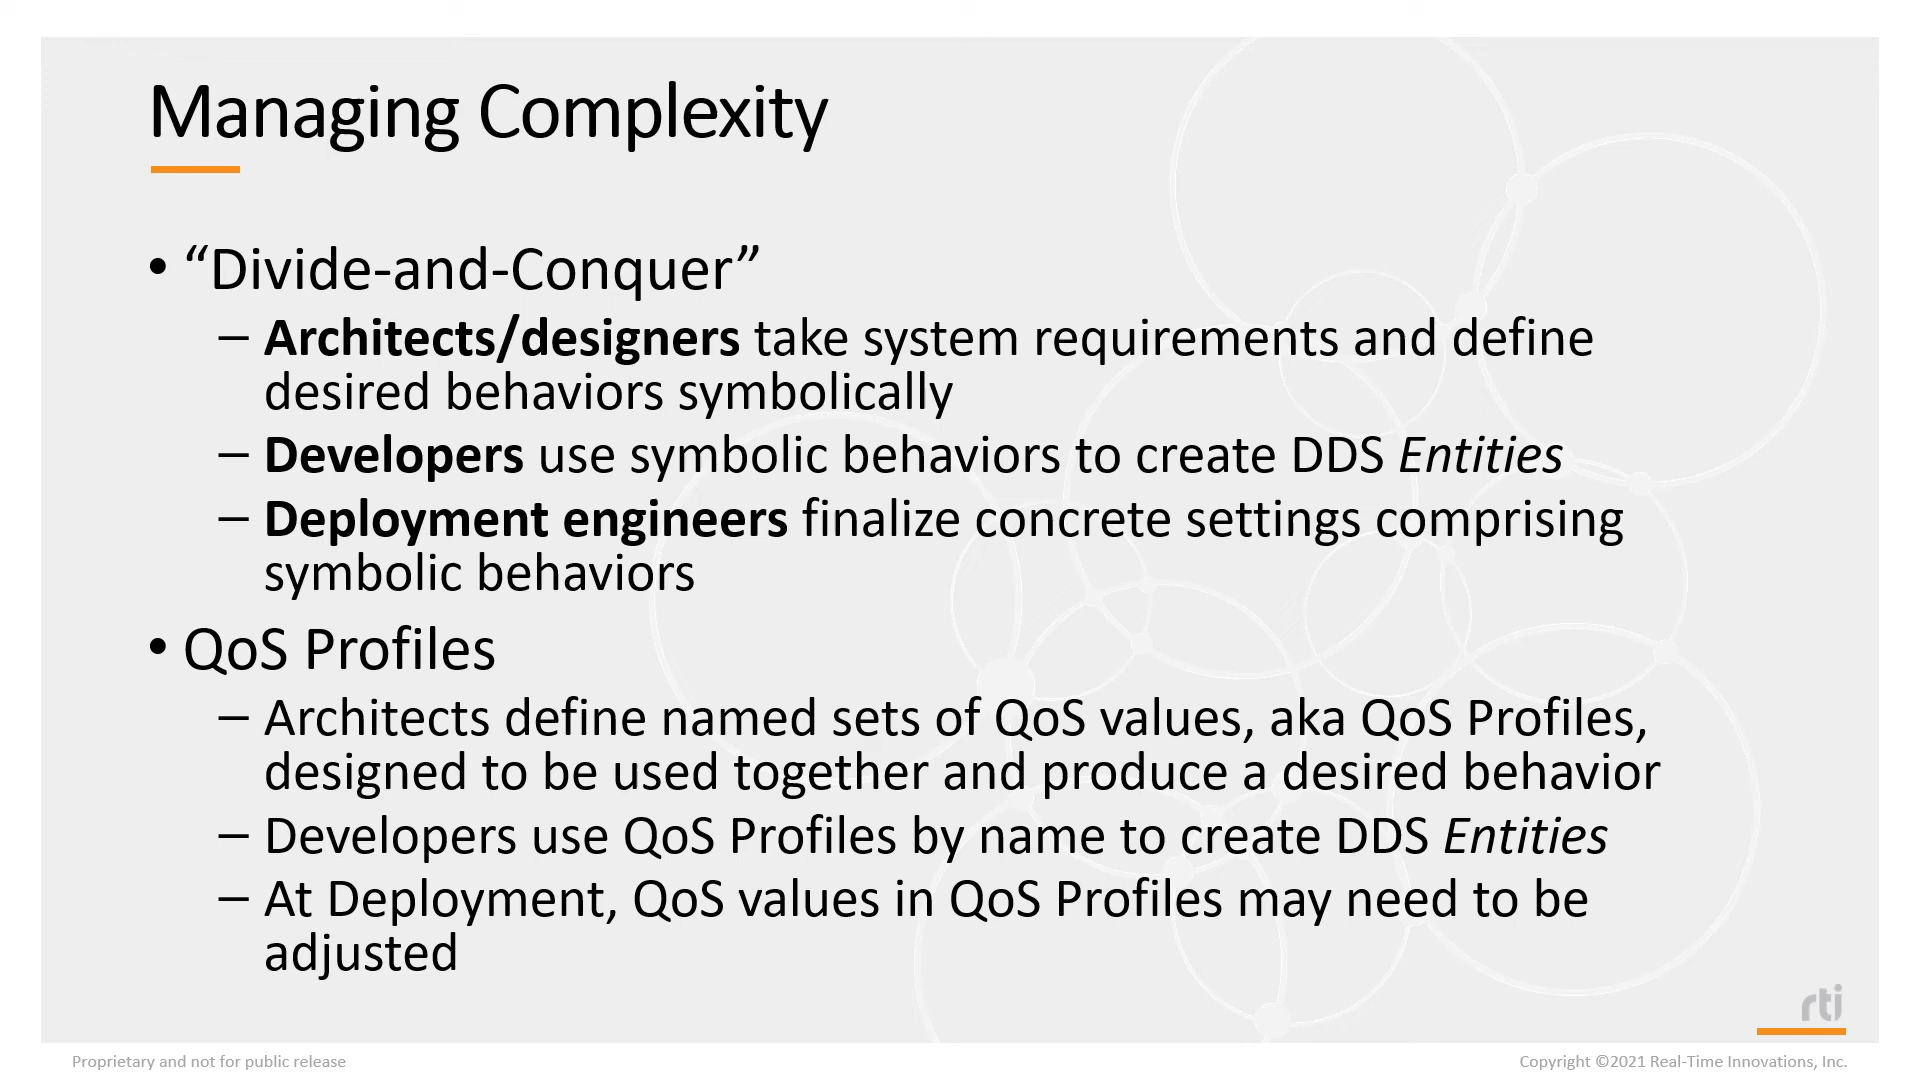 Managing Complexity
• “Divide-and-Conquer”
– Architects/designers take system requirements and define
desired behaviors symbolically
– Developers use symbolic behaviors to create DDS Entities
– Deployment engineers finalize concrete settings comprising
symbolic behaviors
• QoS Profiles
– Architects define named sets of QoS values, aka QoS Profiles,
designed to be used together and produce a desired behavior
– Developers use QoS Profiles by name to create DDS Entities
– At Deployment, QoS values in QoS Profiles may need to be
adjusted
rti
Proprietary and not for public release
Copyright ©2021 Real-Time Innovations, Inc.